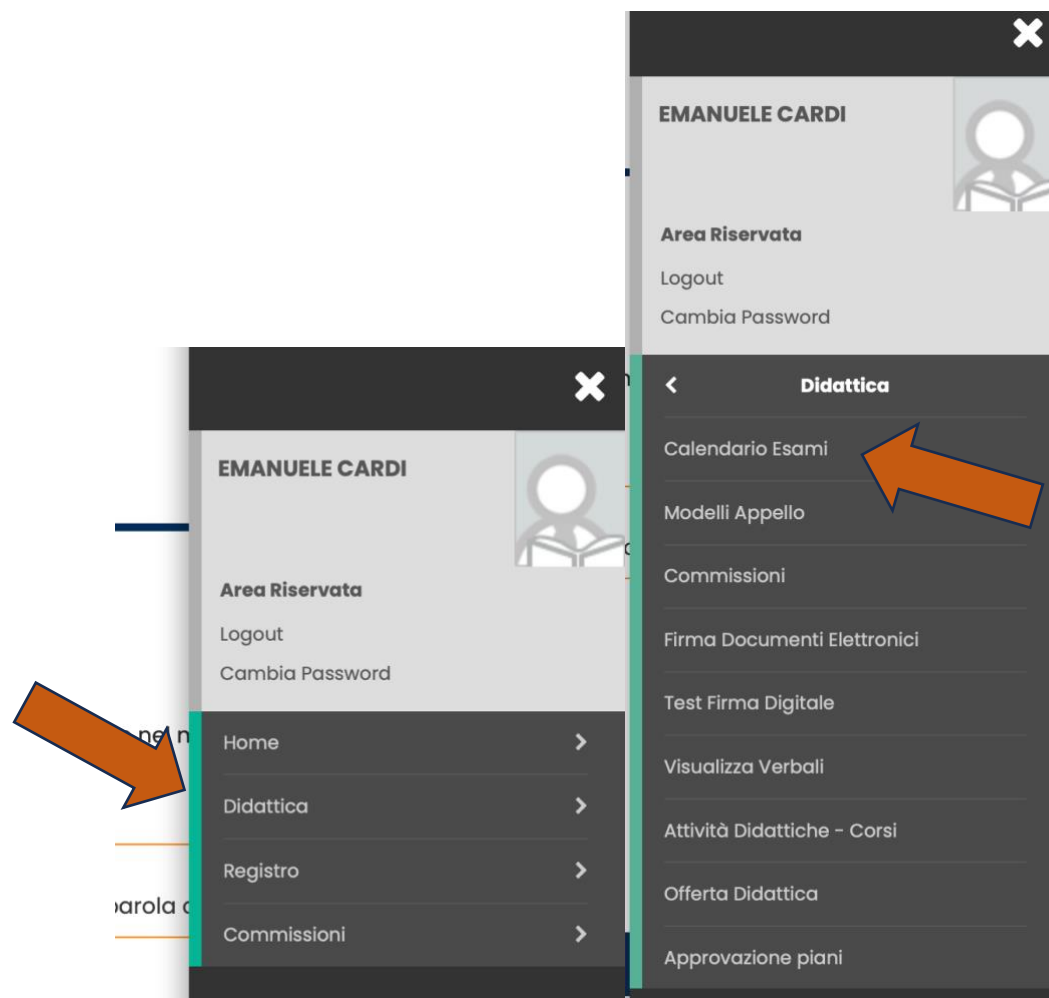 EMANUELE CARDI
Area Riservata
Logout
Cambia Password
Home
Didattica
Registro
Commissioni
nel n
parola c
EMANUELE CARDI
Area Riservata
Logout
Cambia Password
Didattica
Calendario Esami
Modelli Appello
Commissioni
Firma Documenti Elettronici
Test Firma Digitale
Visualizza Verbali
Attività Didattiche - Corsi
Offerta Didattica
Approvazione piani